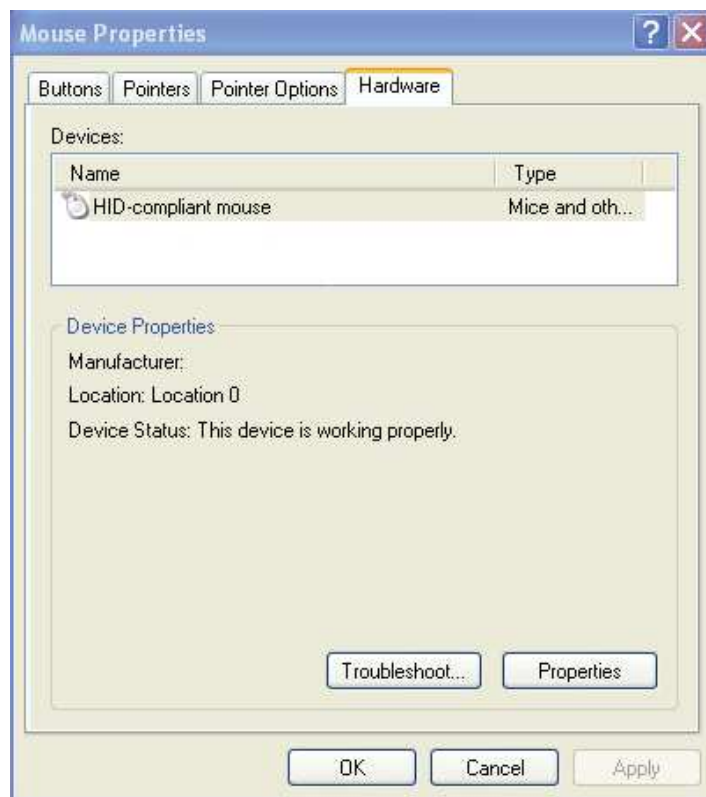 Mouse Properties
Buttons Pointers Pointer Options Hardware
Devices:
Name Type
HID-compliant mouse Mice and oth...
Device Properties
Manufacturer:
Location: Location 0
Device Status: This device is working properly.
Troubleshoot... Properties
OK Cancel Apply